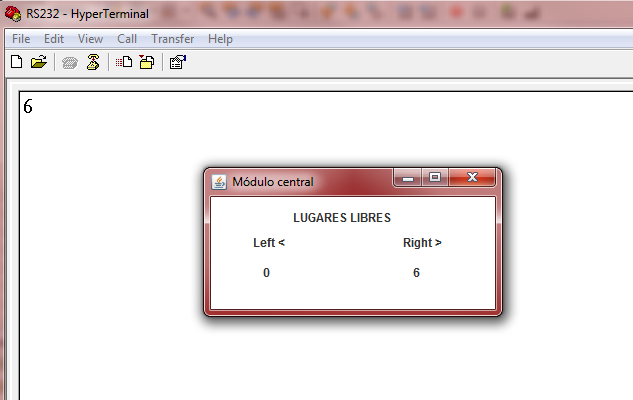 RS232 - HyperTerminal
File Edit View Call Transfer Help
6
Módulo central
LUGARES LIBRES
Left < Right >
0 6